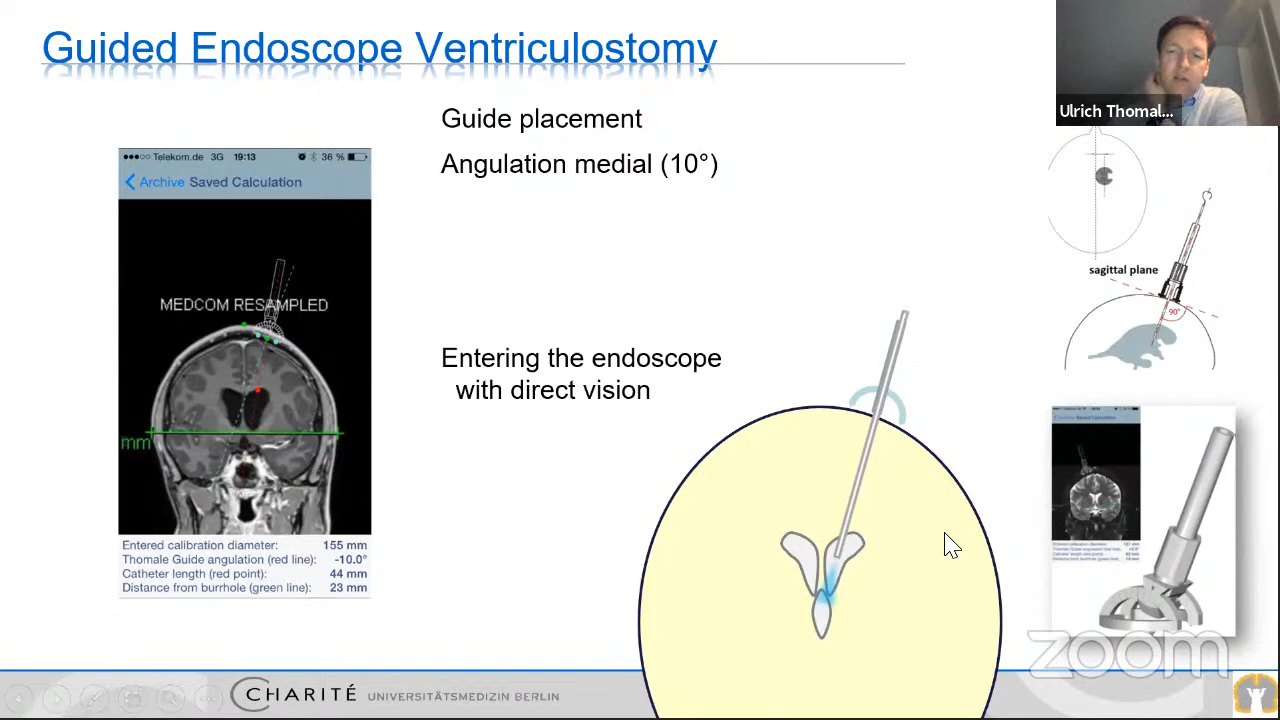 Guided Endoscope Ventriculostomy
Ulrich Thomal...
Guide placement
Angulation medial (10°)
Telekom.de 3G 19:13 36 %
Archive Saved Calculation
MEDCOM RESAMPLED
mm
Entered calibration diameter: 155 mm
Thomale Guide angulation (red line): -10.0°
Catheter length (red point): 44 mm
Distance from burrhole (green line): 23 mm
Entering the endoscope
with direct vision
sagittal plane
90°
zoom
CHARITÉ UNIVERSITÄTSMEDIZIN BERLIN